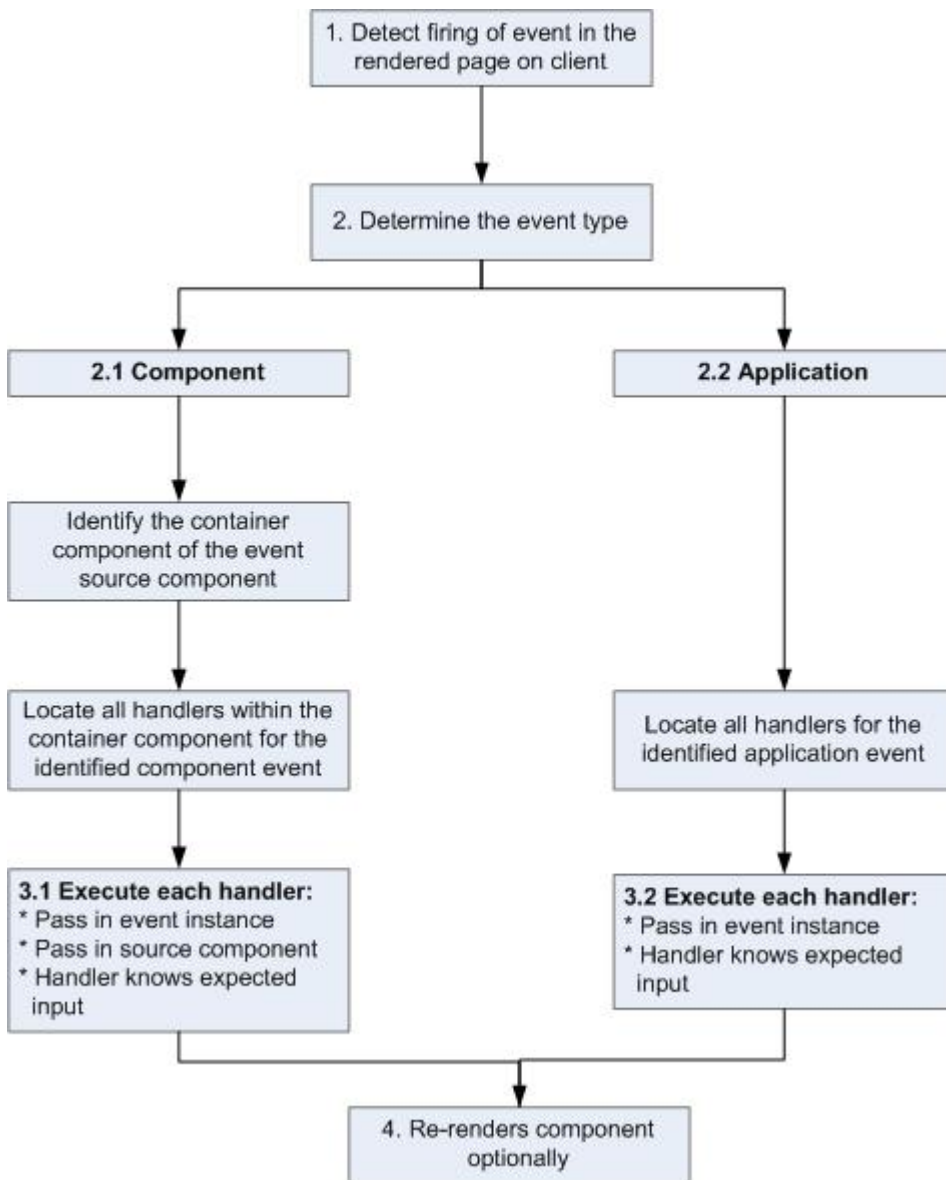 1. Detect firing of event in the
rendered page on client
2. Determine the event type
2.1 Component
2.2 Application
Identify the container
component of the event
source component
Locate all handlers within the
container component for the
identified component event
Locate all handlers for the
identified application event
3.1 Execute each handler:
* Pass in event instance
* Pass in source component
* Handler knows expected
input
3.2 Execute each handler:
* Pass in event instance
* Handler knows expected
input
4. Re-renders component
optionally